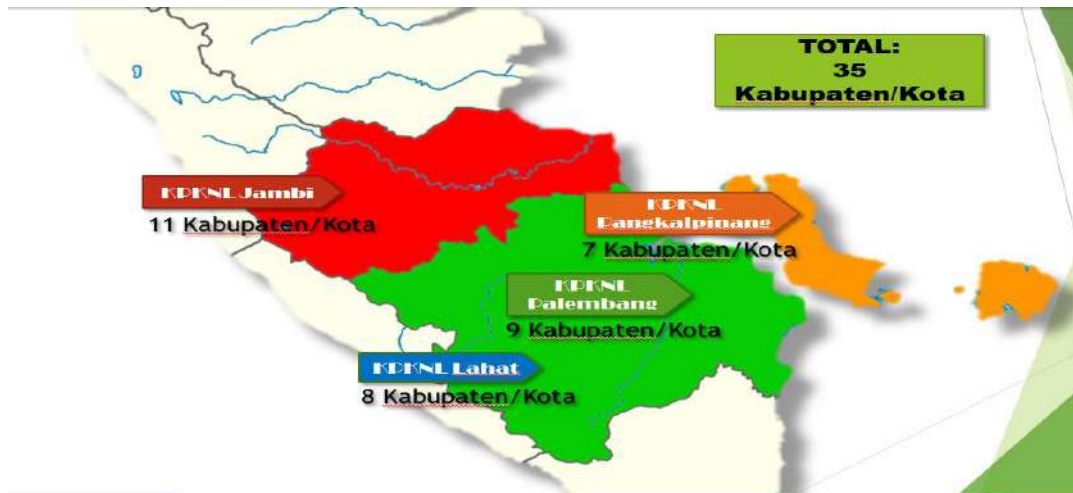 TOTAL:
35
Kabupaten/Kota
KPKNL Jambi
11 Kabupaten/Kota
KPKNL
Pangkalpinang
7 Kabupaten/Kota
KPKNL
Palembang
9 Kabupaten/Kota
KPKNL Lahat
8 Kabupaten/Kota